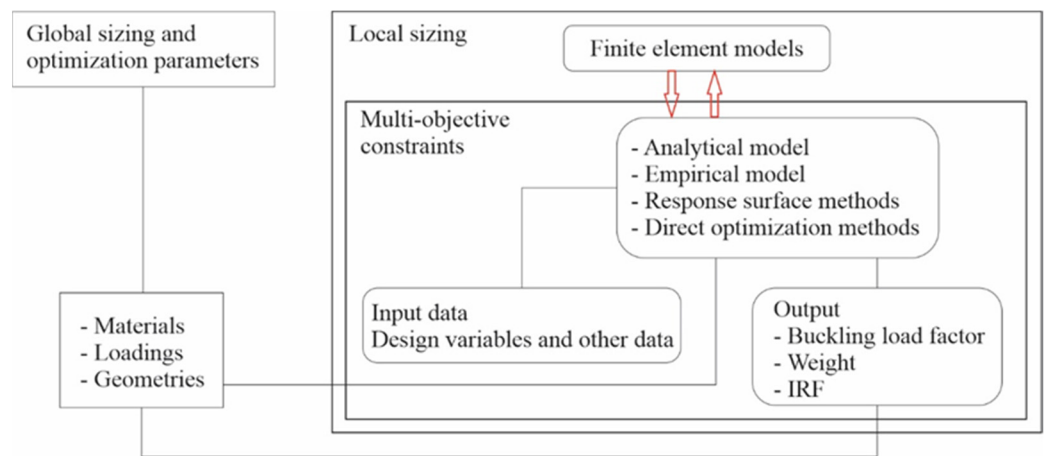 Global sizing and
optimization parameters
Local sizing
Finite element models
Multi-objective
constraints
- Analytical model
- Empirical model
- Response surface methods
- Direct optimization methods
Input data
Design variables and other data
Output
- Buckling load factor
- Weight
- IRF
- Materials
- Loadings
- Geometries